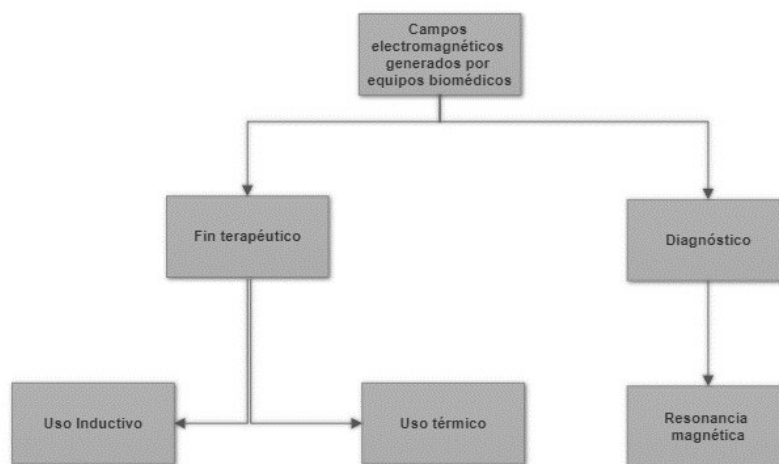 Campos
electromagnéticos
generados por
equipos biomédicos
Fin terapéutico
Diagnóstico
Uso Inductivo
Uso térmico
Resonancia
magnética